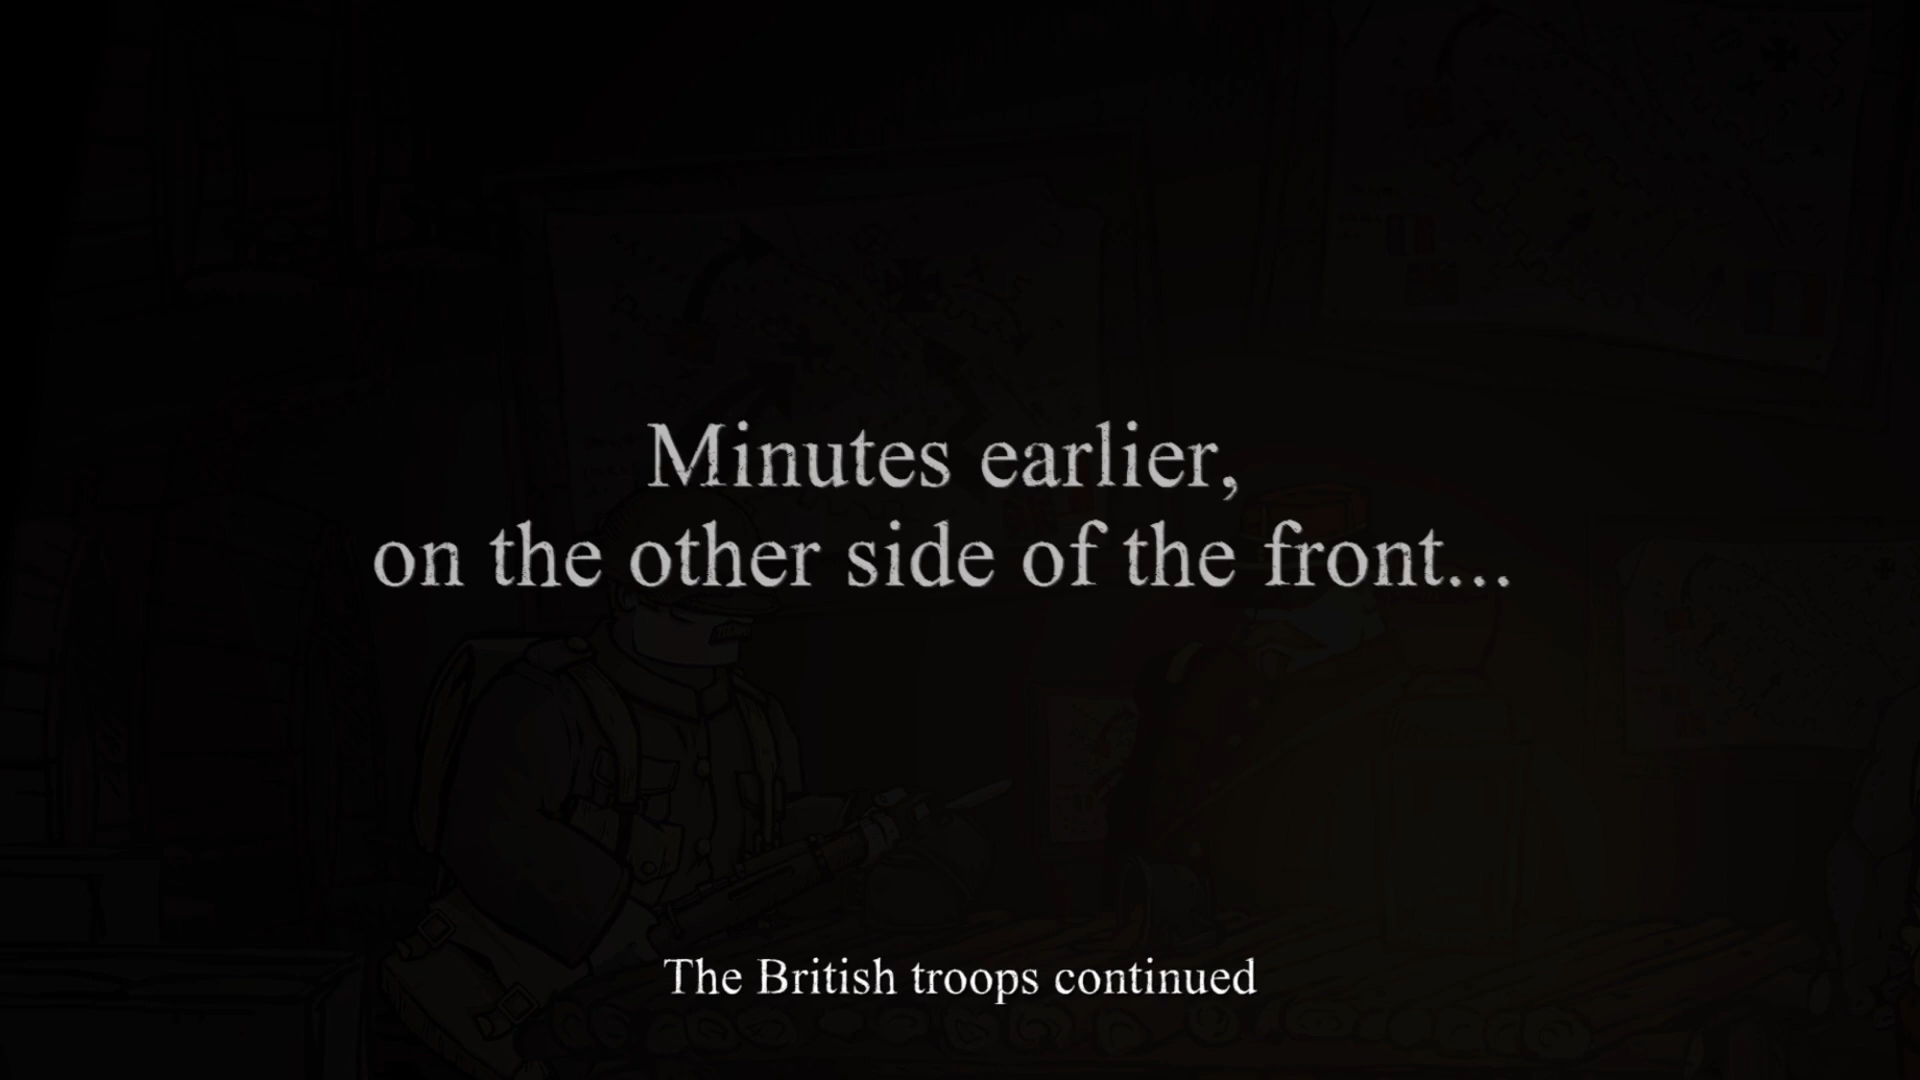 Minutes earlier,
on the other side of the front...
The British troops continued